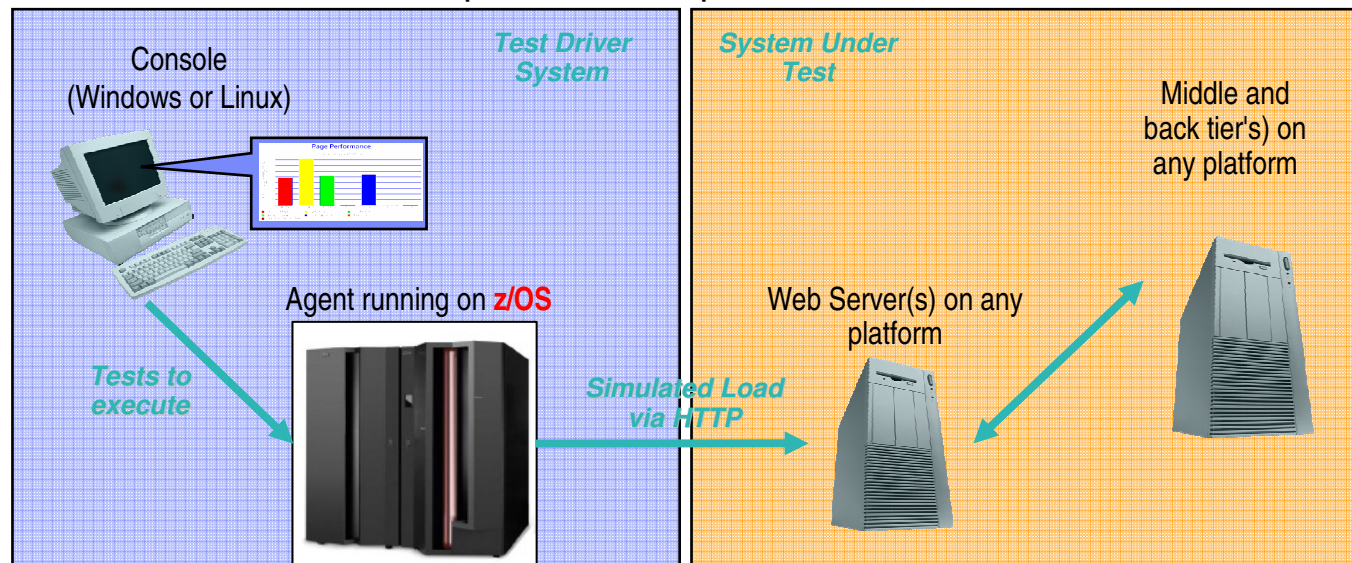 Test Driver
System
System Under
Test
Console
(Windows or Linux)
Page Performance
Middle and
back tier's) on
any platform
Agent running on z/OS
Web Server(s) on any
platform
Tests to
execute
Simulated Load
via HTTP